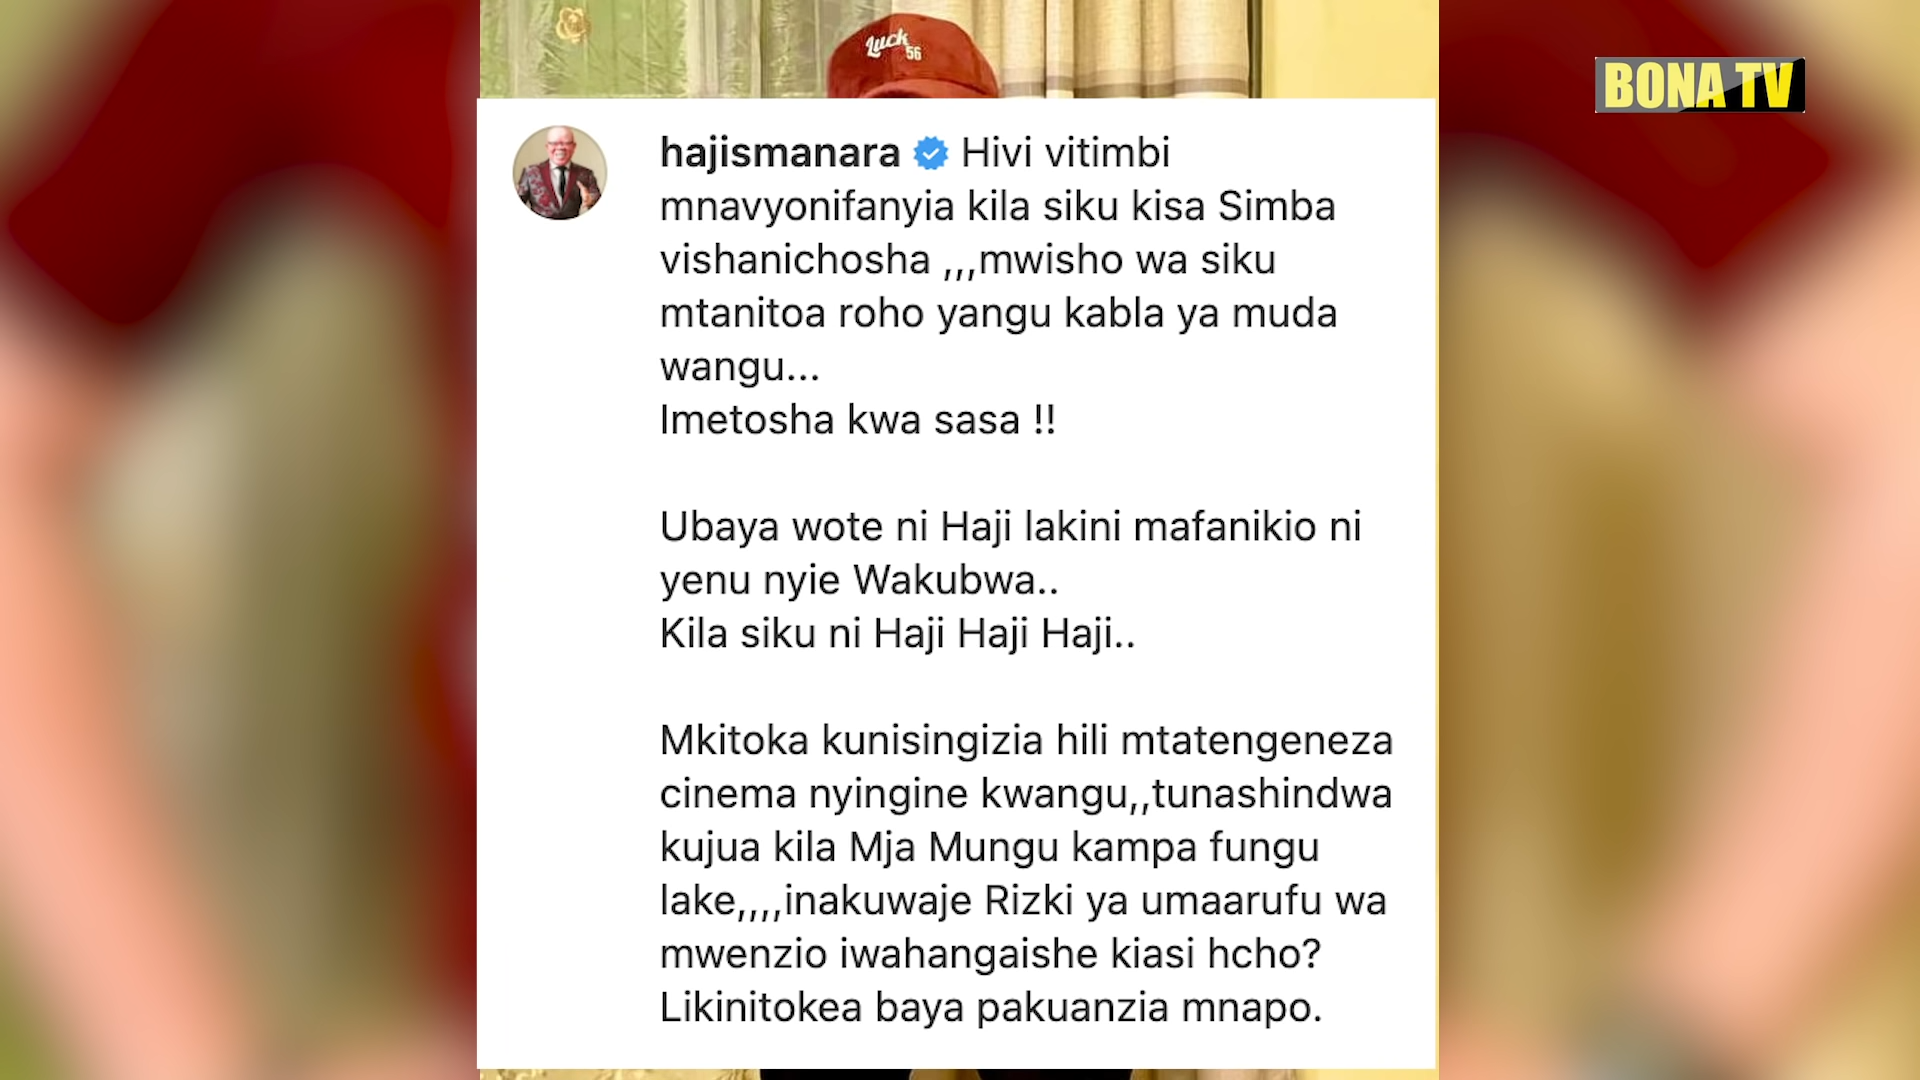 Luck
56
BONA TV
hajismanara Hivi vitimbi
mnavyonifanyia kila siku kisa Simba
vishanichosha ,,,mwisho wa siku
mtanitoa roho yangu kabla ya muda
wangu...
Imetosha kwa sasa !!
Ubaya wote ni Haji lakini mafanikio ni
yenu nyie Wakubwa..
Kila siku ni Haji Haji Haji..
Mkitoka kunisingizia hili mtatengeneza
cinema nyingine kwangu,,tunashindwa
kujua kila Mja Mungu kampa fungu
lake,,,,inakuwaje Rizki ya umaarufu wa
mwenzio iwahangaishe kiasi hcho?
Likinitokea baya pakuanzia mnapo.